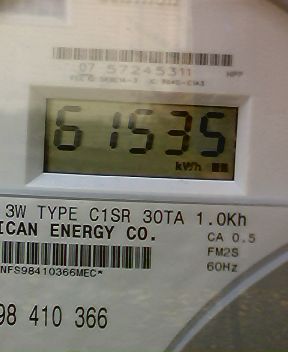 07 57245311
61535
kWh
3W TYPE C1SR 30TA 1.0Kh
ICAN ENERGY CO.
CA 0.5
FM2S
60Hz
NFS98410366MEC*
98 410 366